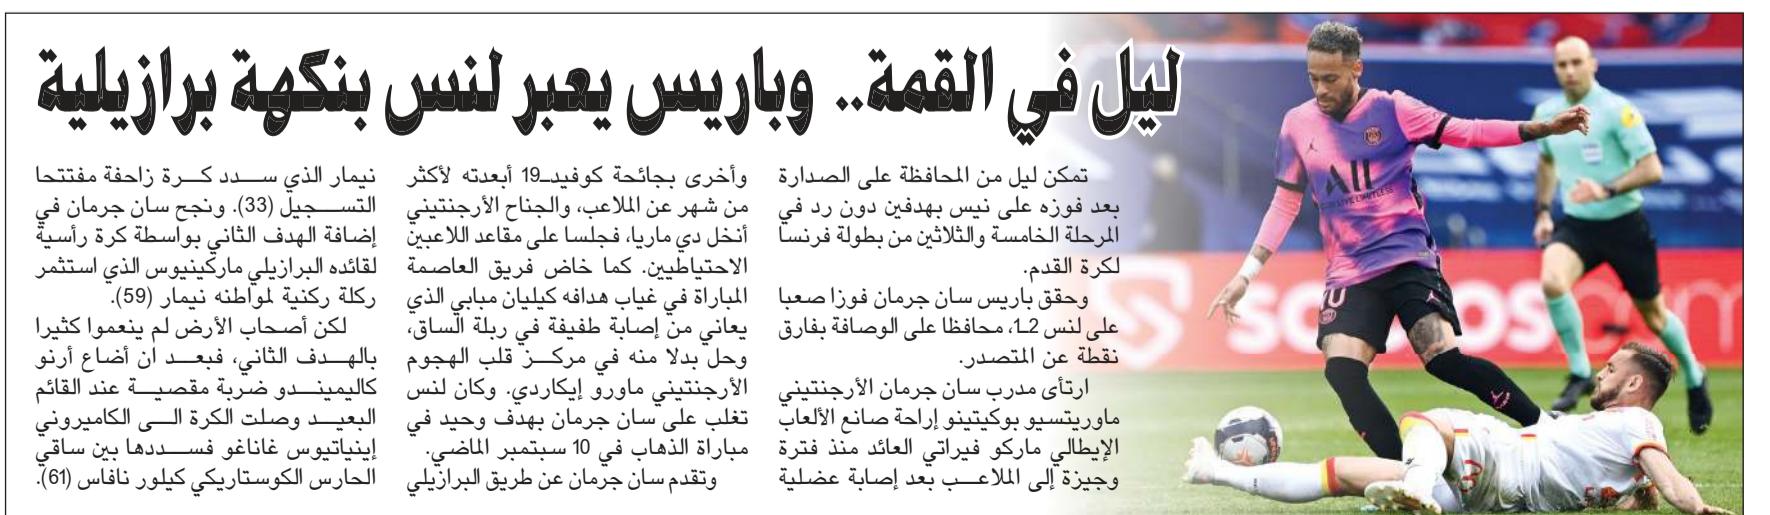 ليل في القمة.. وباريس يعبر لنس بنكهة برازيلية
تمكن ليل من المحافظة على الصدارة
بعد فوزه على نيس بهدفين دون رد في
المرحلة الخامسة والثلاثين من بطولة فرنسا
لكرة القدم.
وحقق باريس سان جرمان فوزا صعبا
على لنس 2ـ1، محافظا على الوصافة بفارق
نقطة عن المتصدر.
ارتأى مدرب سان جرمان الأرجنتيني
ماوريتسيو بوكيتينو إراحة صانع الألعاب
الإيطالي ماركو فيراتي العائد منذ فترة
وجيزة إلى الملاعب بعد إصابة عضلية
وأخرى بجائحة كوفيدـ19 أبعدته لأكثر
من شهر عن الملاعب، والجناح الأرجنتيني
أنخل دي ماريا، فجلسا على مقاعد اللاعبين
الاحتياطيين. كما خاض فريق العاصمة
المباراة في غياب هدافه كيليان مبابي الذي
يعاني من إصابة طفيفة في ربلة الساق،
وحل بدلا منه في مركز قلب الهجوم
الأرجنتيني ماورو إيكاردي. وكان لنس
تغلب على سان جرمان بهدف وحيد في
مباراة الذهاب في 10 سبتمبر الماضي.
وتقدم سان جرمان عن طريق البرازيلي
نيمار الذي سدد كرة زاحفة مفتتحا
التسجيل (33). ونجح سان جرمان في
إضافة الهدف الثاني بواسطة كرة رأسية
لقائده البرازيلي ماركينيوس الذي استثمر
ركلة ركنية لمواطنه نيمار (59).
لكن أصحاب الأرض لم ينعموا كثيرا
بالهدف الثاني، فبعد ان أضاع أرنو
كاليميندو ضربة مقصية عند القائم
البعيد وصلت الكرة الى الكاميروني
إينياتيوس غاناغو فسددها بين ساقي
الحارس الكوستاريكي كيلور نافاس (61).
ALL